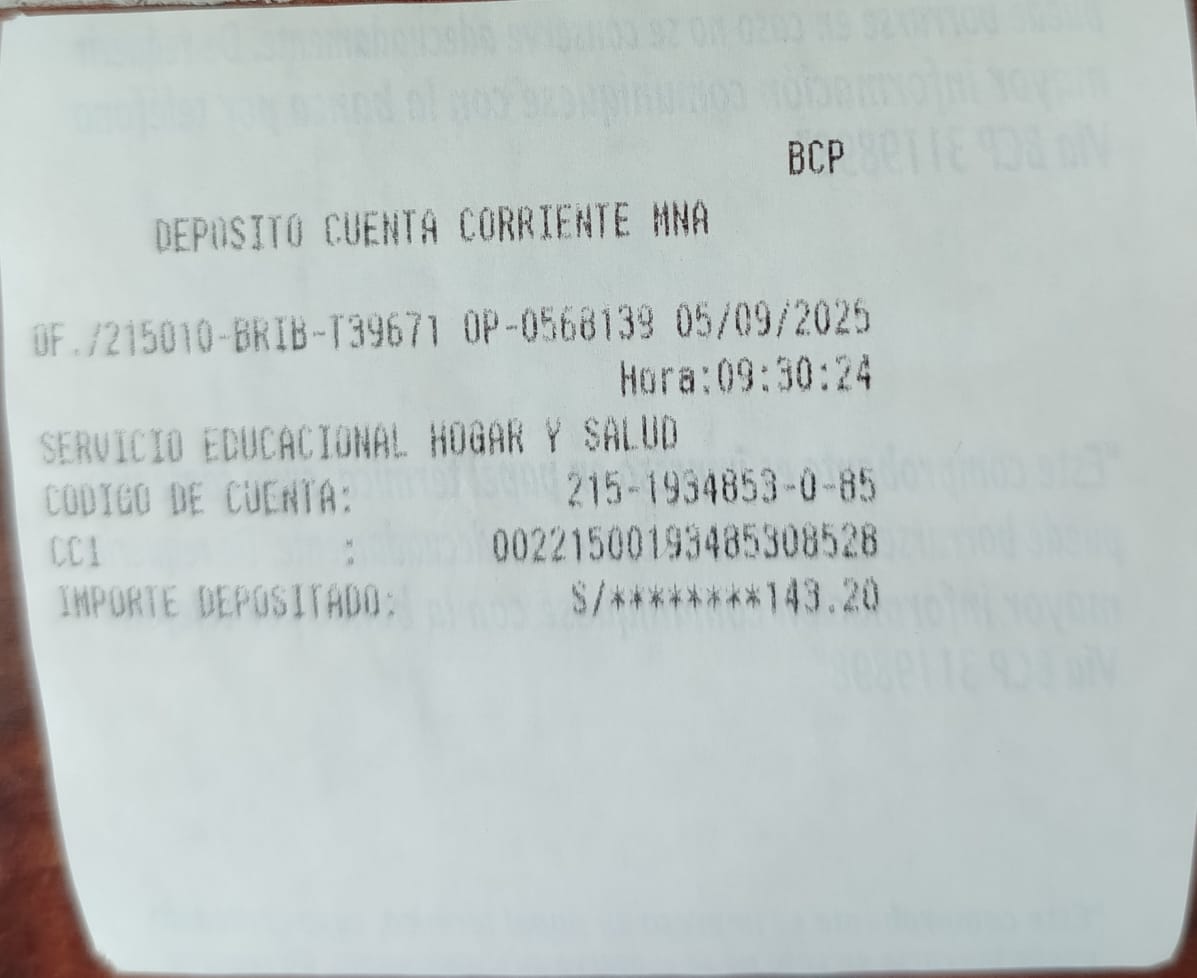 BCP
DEPOSITO CUENTA CORRIENTE MNA
OF./215010-BRIB-T39671 OP-0568139 05/09/2025
Hora:09:30:24
SERVICIO EDUCACIONAL HOGAR Y SALUD
CODIGO DE CUENTA: 215-1934853-0-85
CCI : 00221500193485308528
IMPORTE DEPOSITADO: S/********143.20